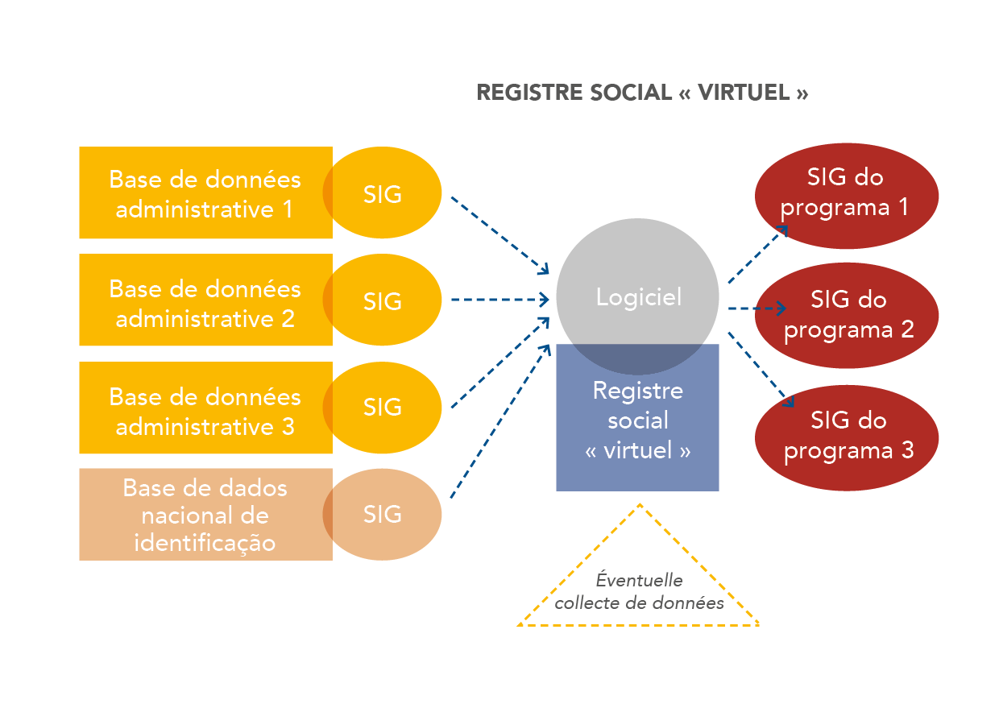 REGISTRE SOCIAL « VIRTUEL »
Base de données
administrative 1
SIG
Base de données
administrative 2
SIG
Base de données
administrative 3
SIG
Base de dados
nacional de
identificação
SIG
Logiciel
Registre
social
« virtuel »
Éventuelle
collecte de données
SIG do
programa 1
SIG do
programa 2
SIG do
programa 3